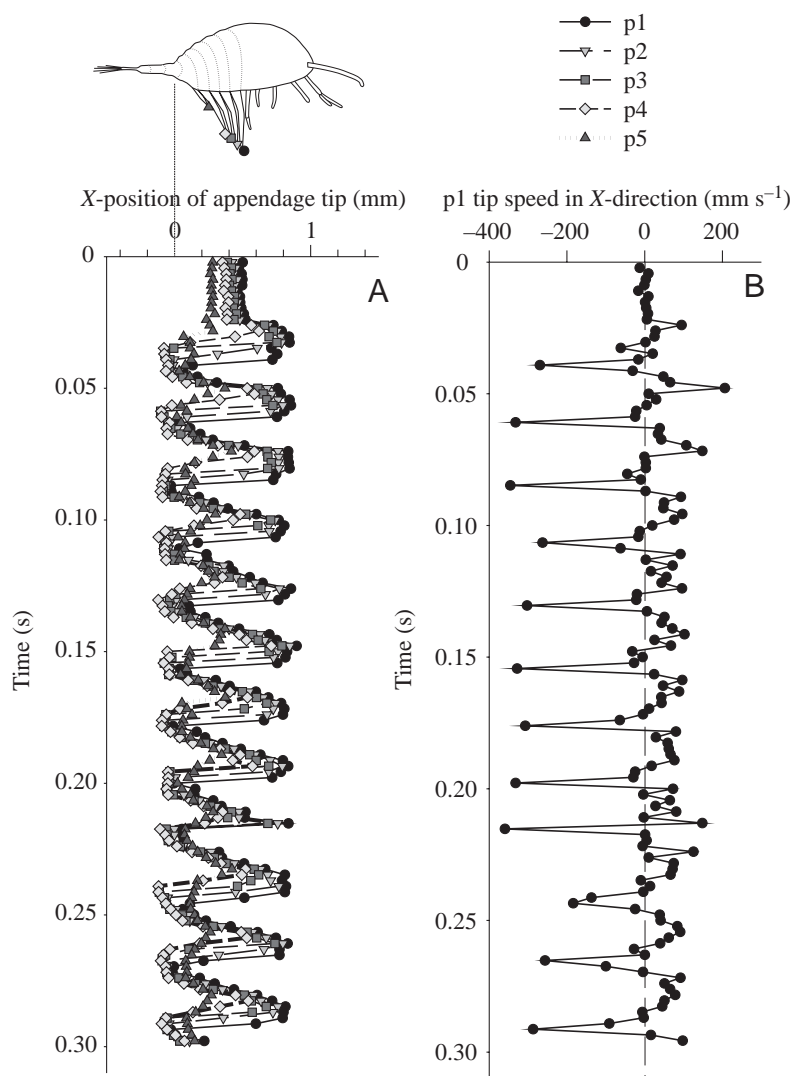 p1
p2
p3
p4
p5
X-position of appendage tip (mm)
0 1
A
Time (s)
0
0.05
0.10
0.15
0.20
0.25
0.30
p1 tip speed in X-direction (mm s⁻¹)
−400 −200 0 200
B
Time (s)
0
0.05
0.10
0.15
0.20
0.25
0.30